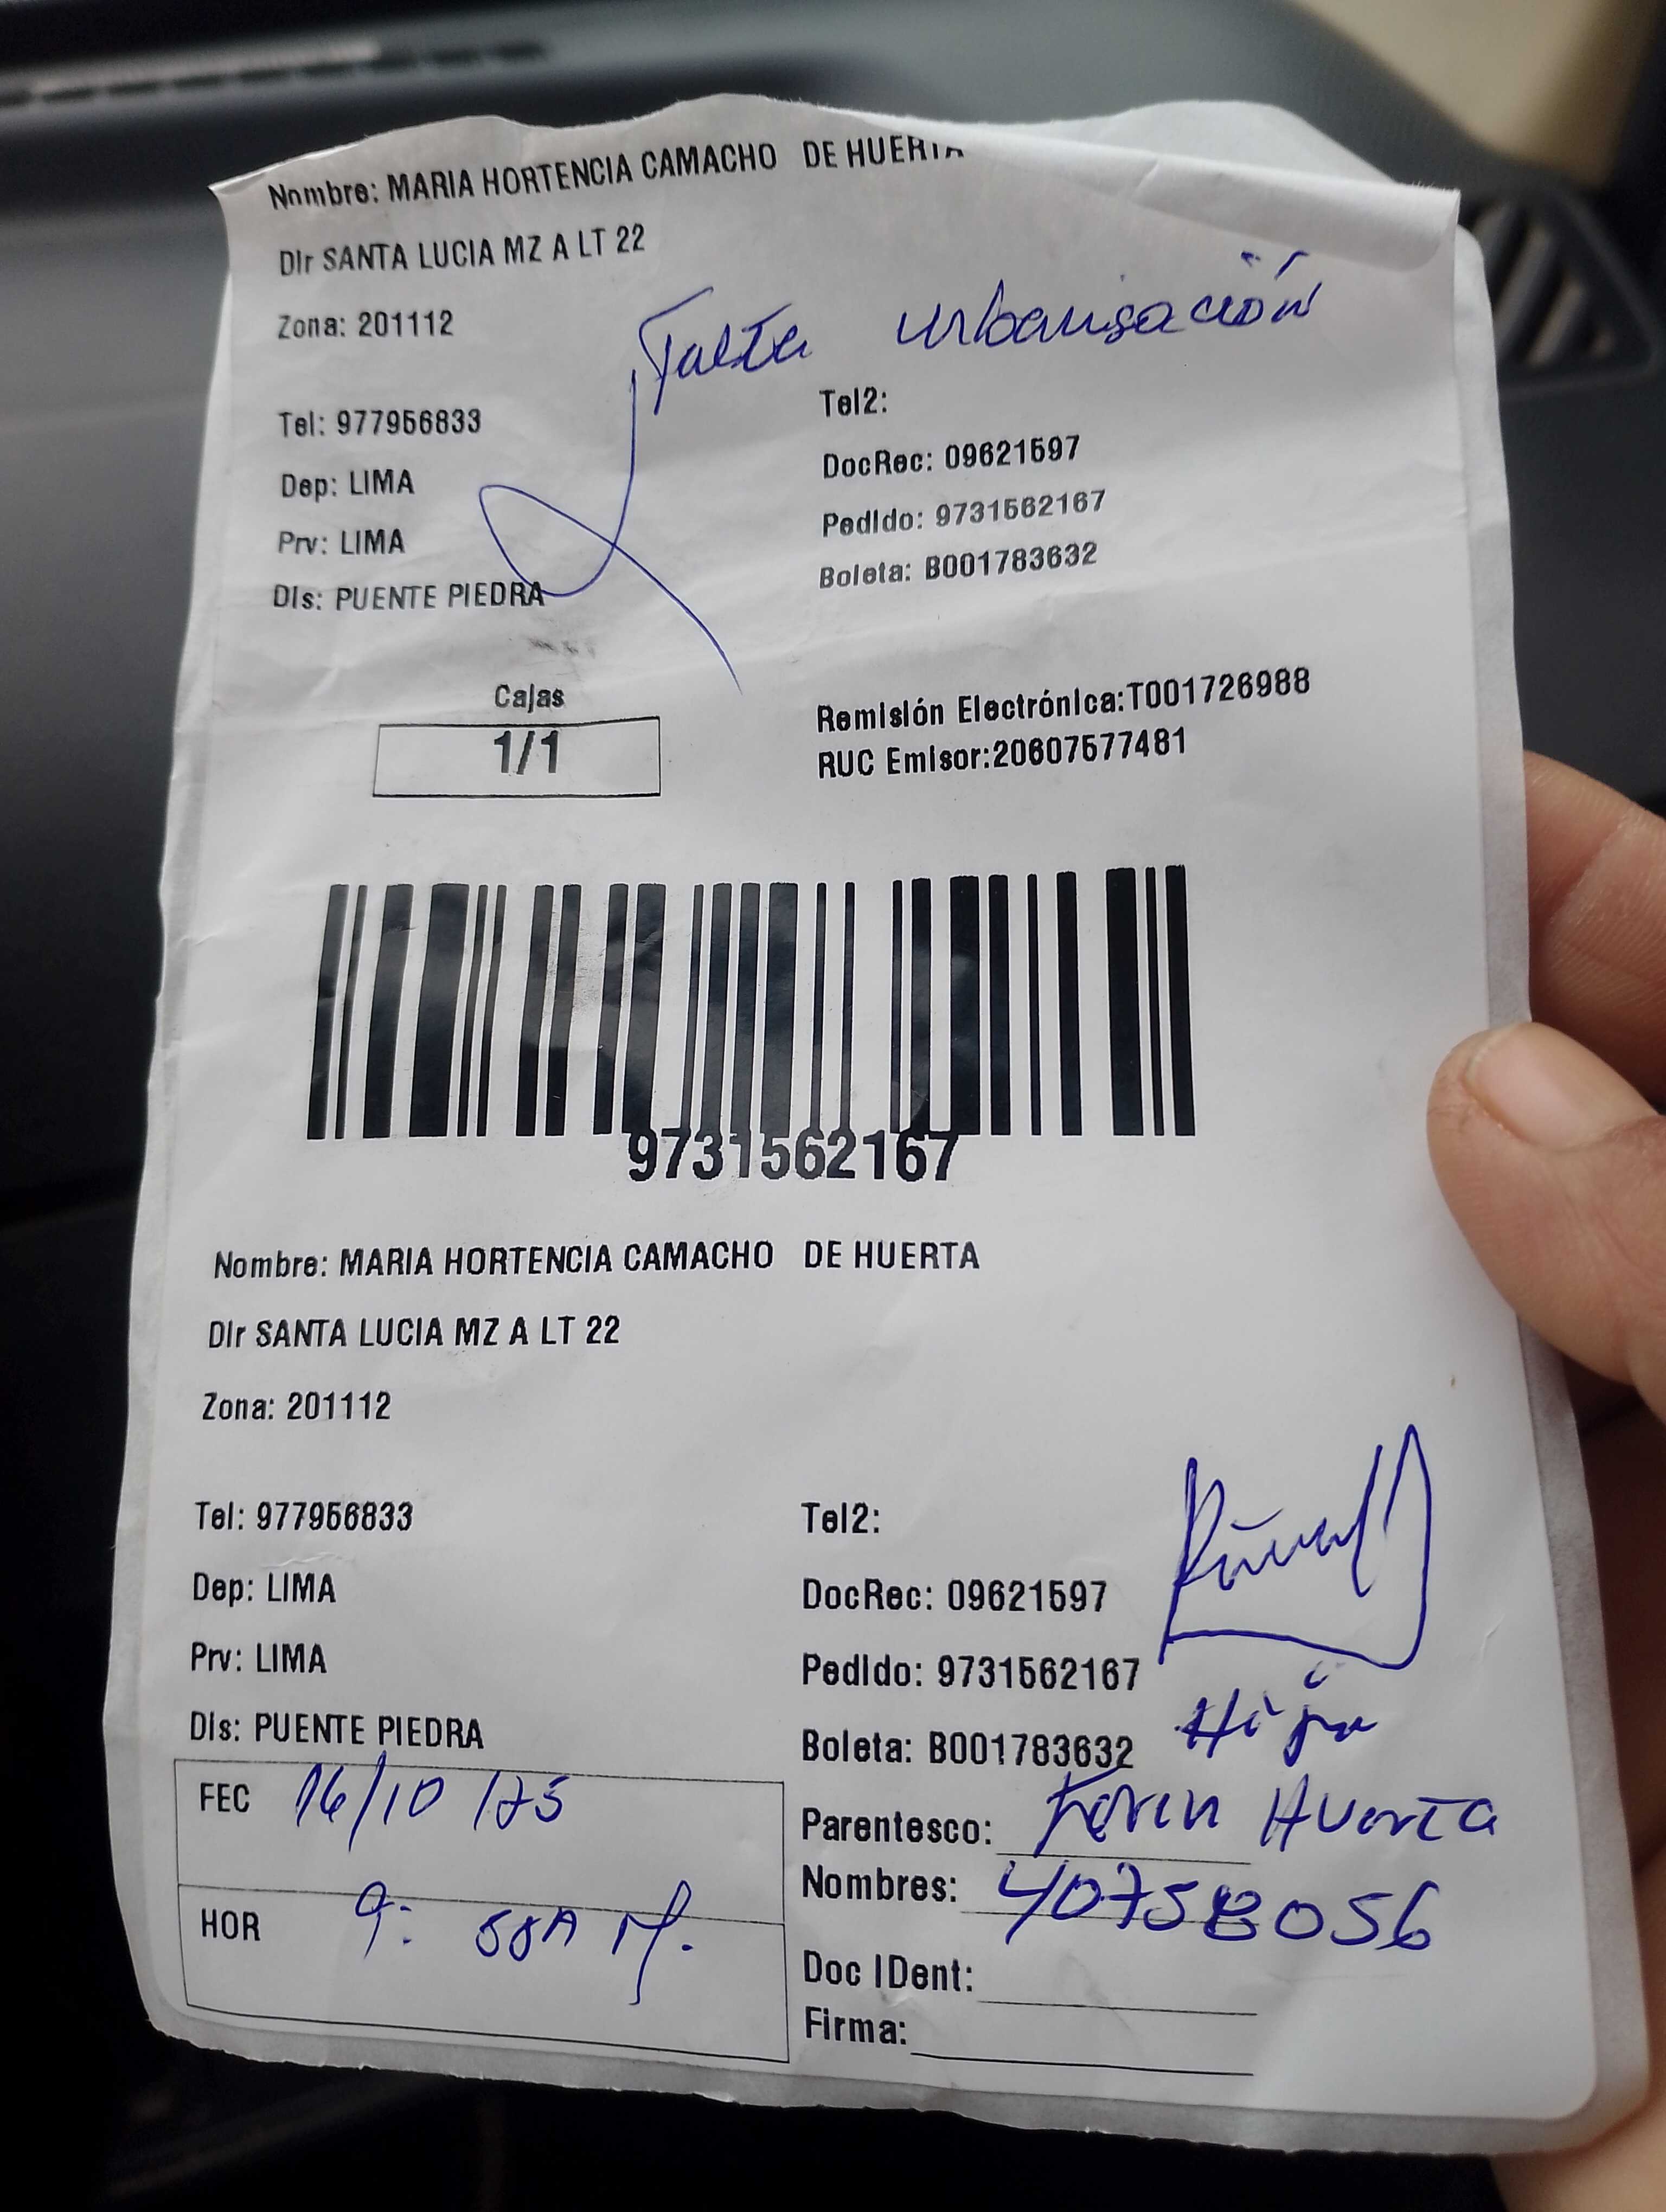 Nombre: MARIA HORTENCIA CAMACHO DE HUERTA
Dir SANTA LUCIA MZ A LT 22
Zona: 201112
Falta urbanisación
Tel: 977956833
Tel2:
Dep: LIMA
DocRec: 09621597
Prv: LIMA
Pedido: 9731562167
Dis: PUENTE PIEDRA
Boleta: B001783632
Cajas
1/1
Remisión Electrónica:T001726988
RUC Emisor:20607577481
9731562167
Nombre: MARIA HORTENCIA CAMACHO DE HUERTA
Dir SANTA LUCIA MZ A LT 22
Zona: 201112
Tel: 977956833
Tel2:
Dep: LIMA
DocRec: 09621597
Prv: LIMA
Pedido: 9731562167
Dis: PUENTE PIEDRA
Boleta: B001783632
Hija
FEC 16/10/25
Parentesco: Karin Huerta
Nombres: 40758056
HOR 9: 58A M.
Doc IDent:
Firma: